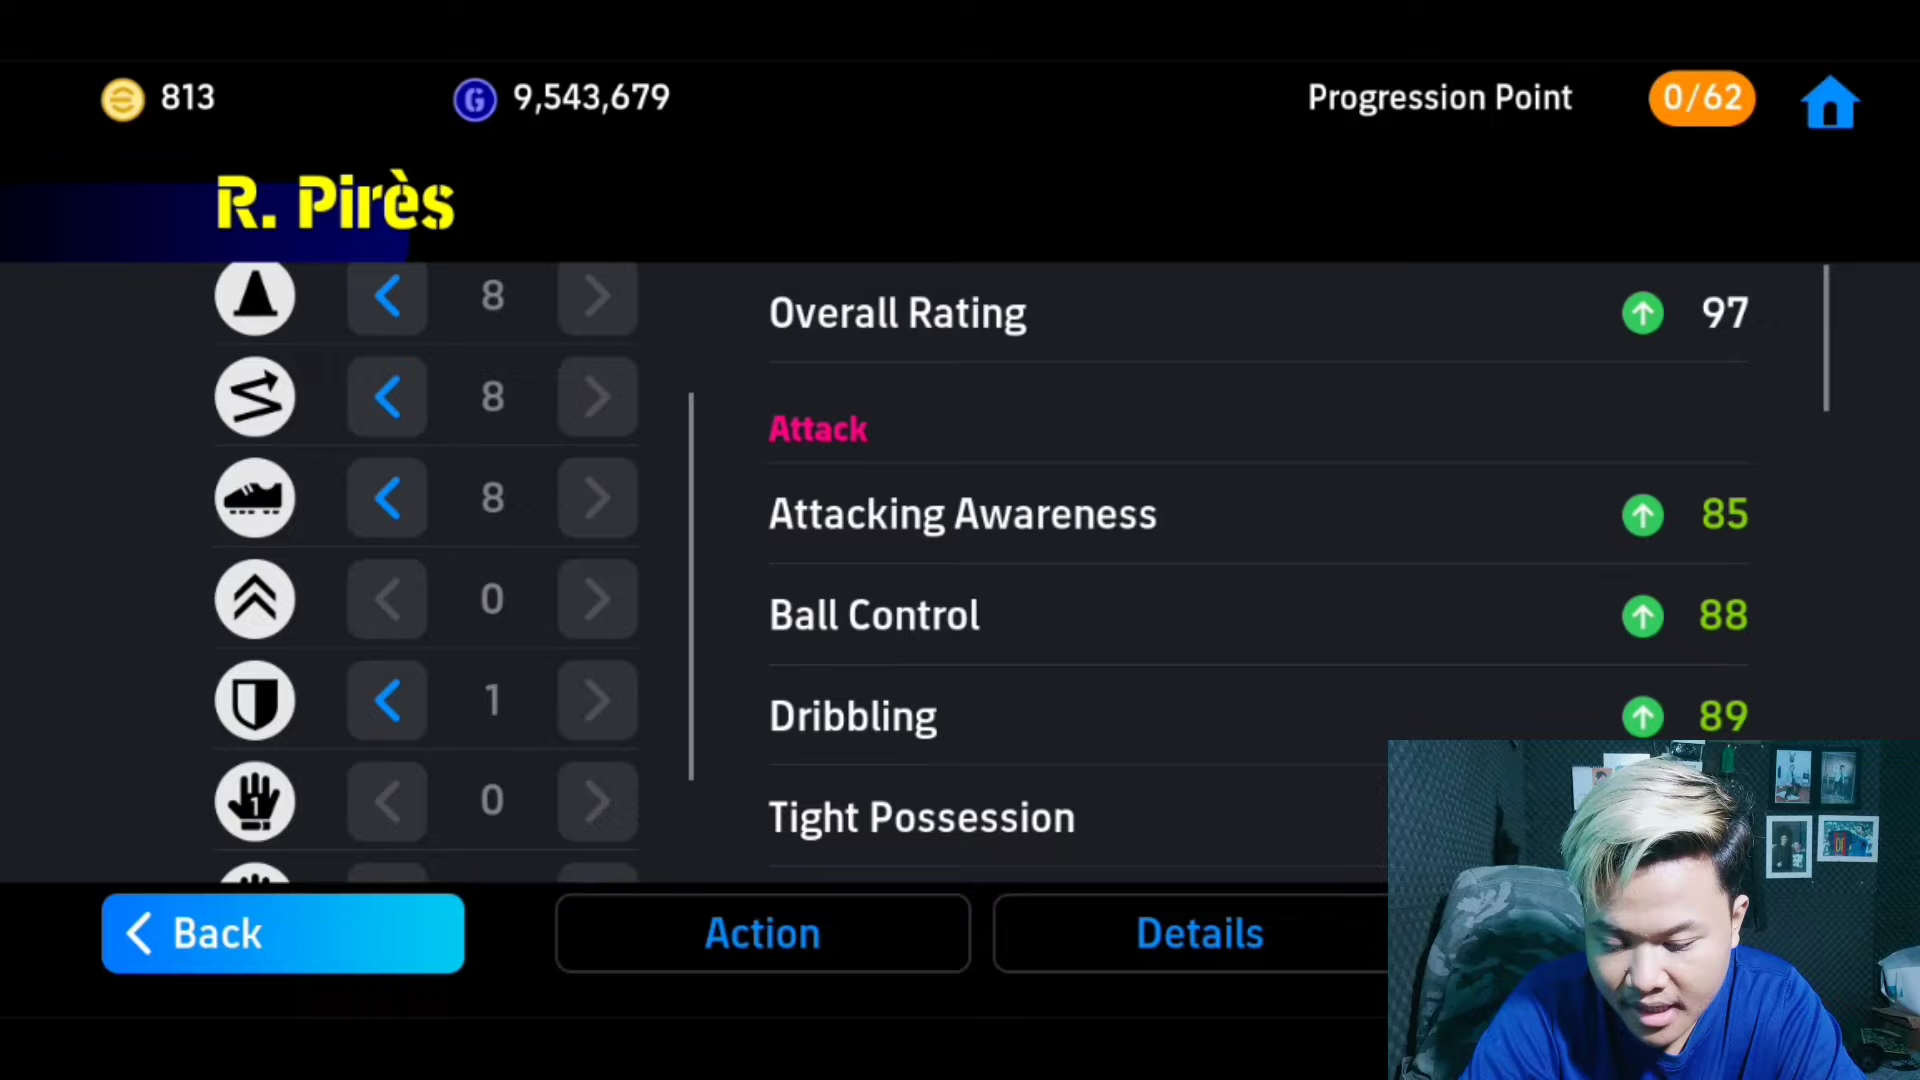 813
9,543,679
Progression Point
0/62
R. Pirès
8
8
8
0
1
0
Overall Rating 97
Attack
Attacking Awareness 85
Ball Control 88
Dribbling 89
Tight Possession
Back
Action
Details